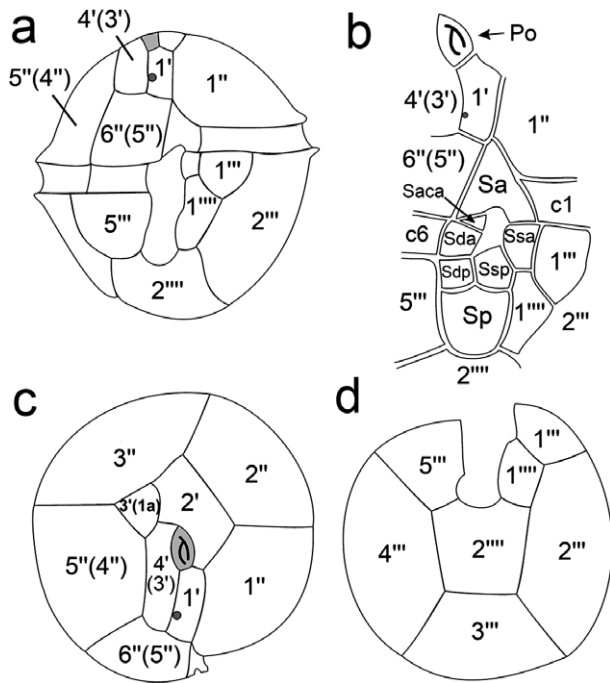 a
4'(3')
5"(4")
1'
1"
6"(5")
1'''
1''''
5'''
2'''
2''''
b
Po
4'(3')
1'
1"
6"(5")
Sa
Saca
c1
c6
Sda
Ssa
Sdp
Ssp
1'''
5'''
Sp
1''''
2'''
2''''
c
3"
2"
3'(1a)
2'
5"(4")
4'
(3')
1'
1"
6"(5")
d
1'''
5'''
1''''
4'''
2''''
2'''
3'''